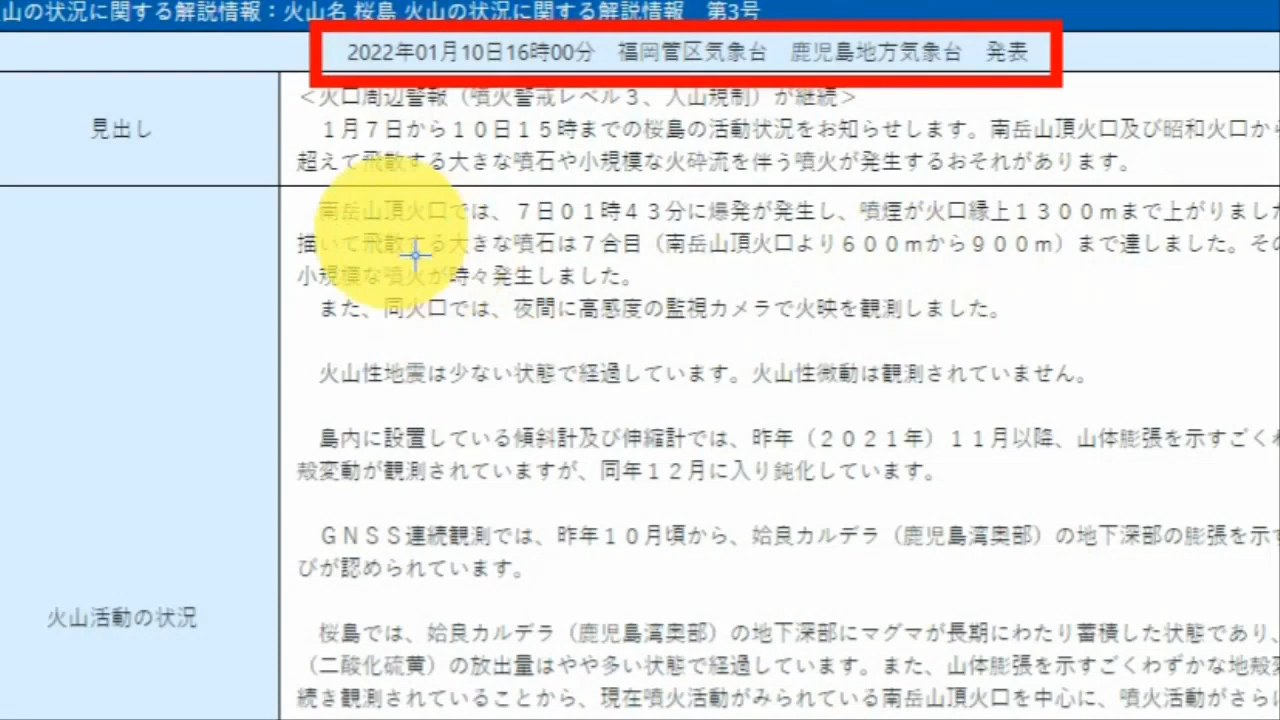 山の状況に関する解説情報：火山名 桜島 火山の状況に関する解説情報　第3号
2022年01月10日16時00分　福岡管区気象台　鹿児島地方気象台　発表
見出し
＜火口周辺警報（噴火警戒レベル３、入山規制）が継続＞
１月７日から１０日１５時までの桜島の活動状況をお知らせします。南岳山頂火口及び昭和火口か
超えて飛散する大きな噴石や小規模な火砕流を伴う噴火が発生するおそれがあります。
南岳山頂火口では、７日０１時４３分に爆発が発生し、噴煙が火口縁上１３００ｍまで上がりました
描いて飛散する大きな噴石は７合目（南岳山頂火口より６００ｍから９００ｍ）まで達しました。その
小規模な噴火が時々発生しました。
また、同火口では、夜間に高感度の監視カメラで火映を観測しました。
火山性地震は少ない状態で経過しています。火山性微動は観測されていません。
島内に設置している傾斜計及び伸縮計では、昨年（２０２１年）１１月以降、山体膨張を示すごく
殻変動が観測されていますが、同年１２月に入り鈍化しています。
ＧＮＳＳ連続観測では、昨年１０月頃から、姶良カルデラ（鹿児島湾奥部）の地下深部の膨張を示
びが認められています。
火山活動の状況
桜島では、姶良カルデラ（鹿児島湾奥部）の地下深部にマグマが長期にわたり蓄積した状態であり、
（二酸化硫黄）の放出量はやや多い状態で経過しています。また、山体膨張を示すごくわずかな地殻
続き観測されていることから、現在噴火活動がみられている南岳山頂火口を中心に、噴火活動がさら